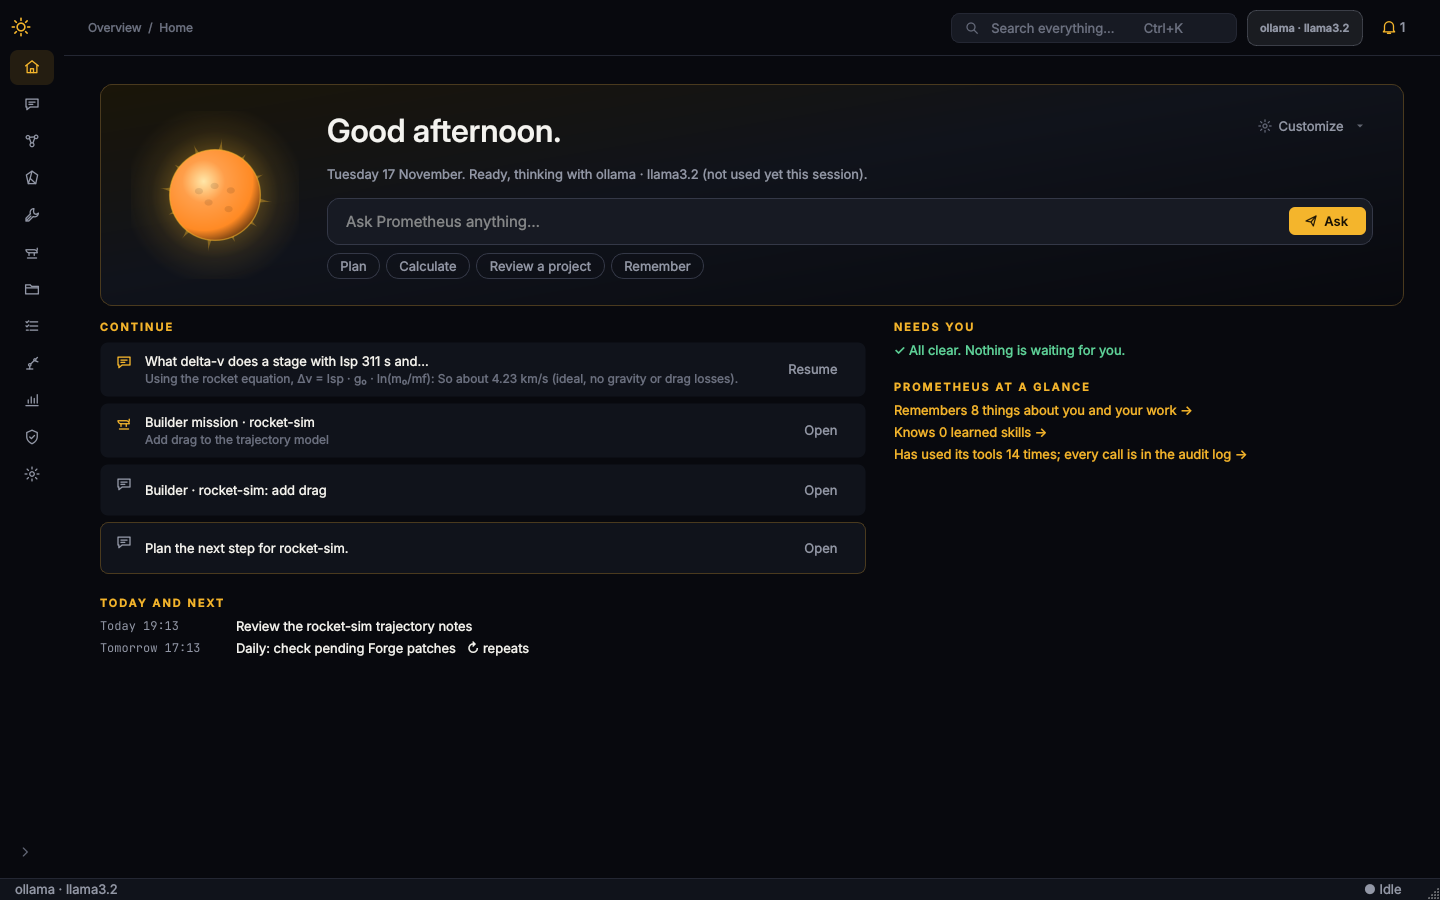 Overview / Home
Search everything... Ctrl+K
ollama · llama3.2
1
Good afternoon.
Customize
Tuesday 17 November. Ready, thinking with ollama · llama3.2 (not used yet this session).
Ask Prometheus anything...
Ask
Plan
Calculate
Review a project
Remember
CONTINUE
What delta-v does a stage with Isp 311 s and...
Using the rocket equation, Δv = Isp · g₀ · ln(m₀/mf): So about 4.23 km/s (ideal, no gravity or drag losses).
Resume
Builder mission · rocket-sim
Add drag to the trajectory model
Open
Builder · rocket-sim: add drag
Open
Plan the next step for rocket-sim.
Open
TODAY AND NEXT
Today 19:13 Review the rocket-sim trajectory notes
Tomorrow 17:13 Daily: check pending Forge patches ↻ repeats
NEEDS YOU
✓ All clear. Nothing is waiting for you.
PROMETHEUS AT A GLANCE
Remembers 8 things about you and your work →
Knows 0 learned skills →
Has used its tools 14 times; every call is in the audit log →
ollama · llama3.2
Idle